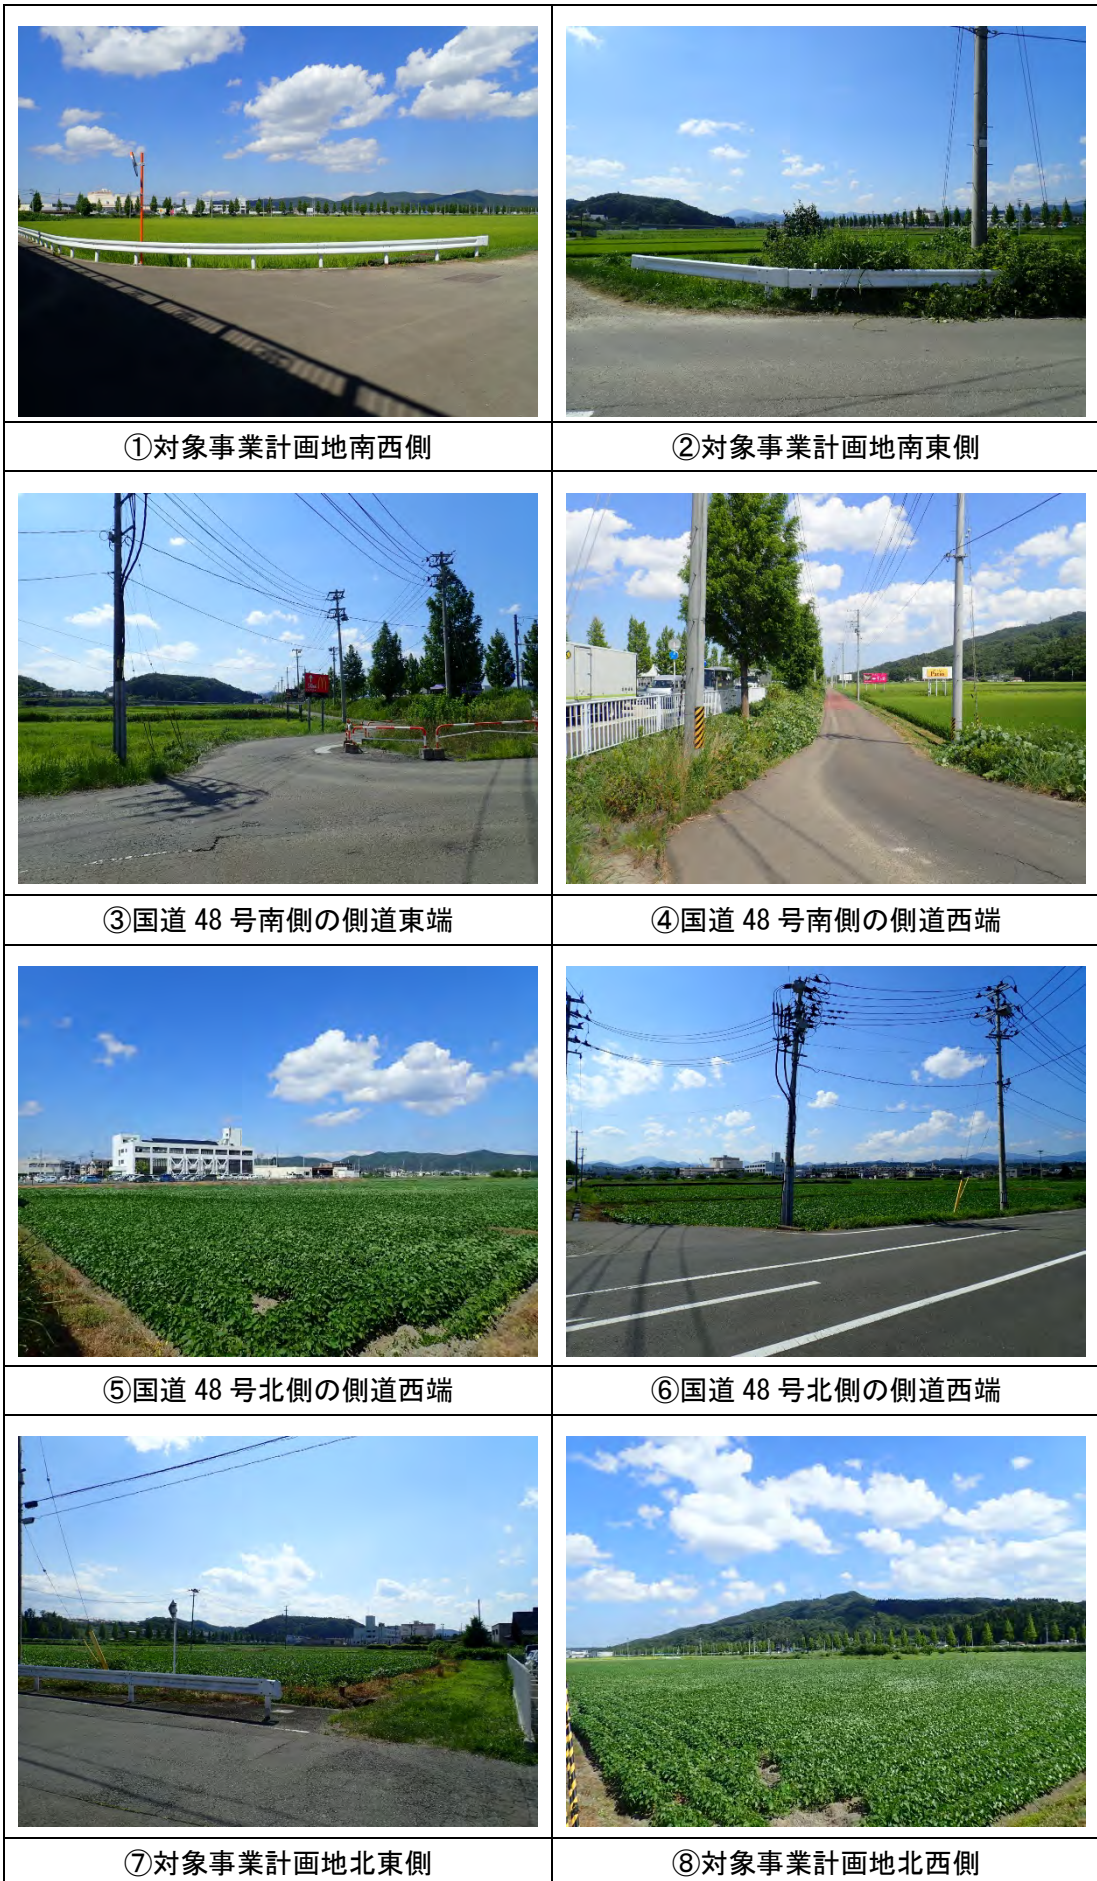 ①対象事業計画地南西側
②対象事業計画地南東側
③国道 48 号南側の側道東端
④国道 48 号南側の側道西端
⑤国道 48 号北側の側道西端
⑥国道 48 号北側の側道西端
⑦対象事業計画地北東側
⑧対象事業計画地北西側